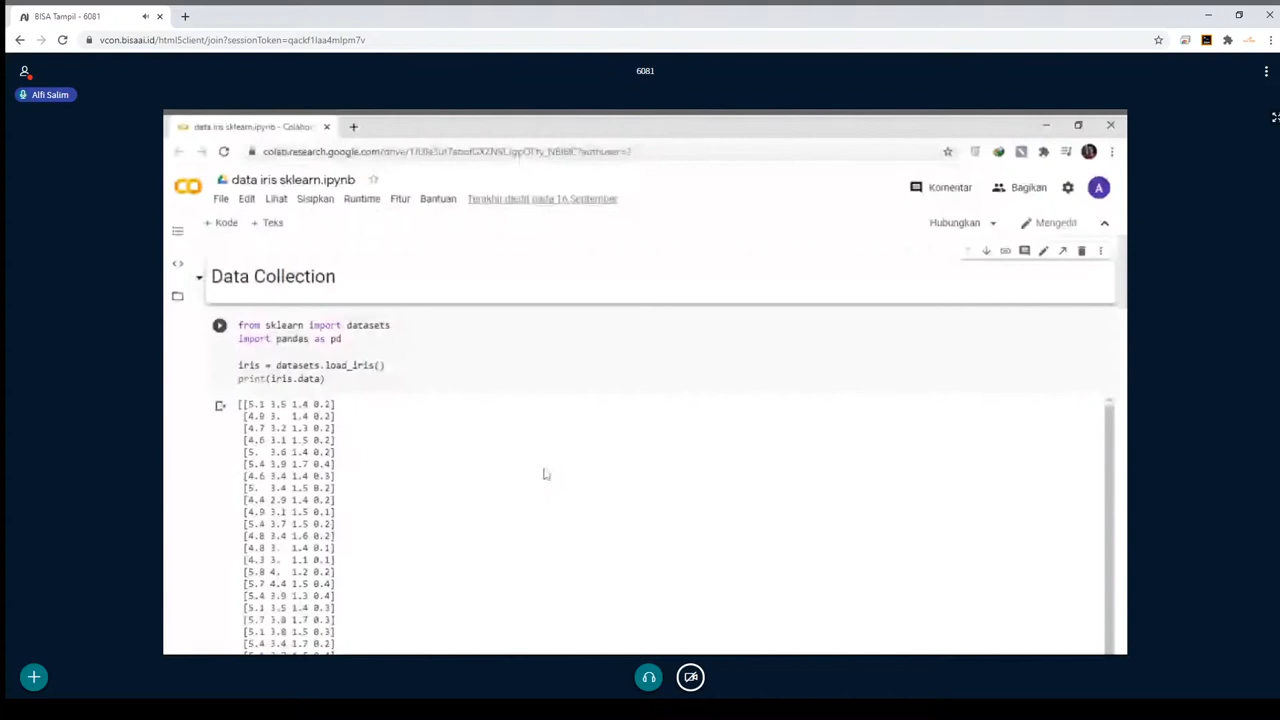 BISA Tampil - 6081
vcon.bisaai.id/html5client/join?sessionToken=qackf1laa4mlpm7v
6081
Alfi Salim
data iris sklearn.ipynb - Colabor
colab.research.google.com/drive/
data iris sklearn.ipynb
Komentar
Bagikan
A
File Edit Lihat Sisipkan Runtime Fitur Bantuan Terakhir diedit pada 16 September
+ Kode + Teks
Hubungkan
Mengedit
Data Collection
from sklearn import datasets
import pandas as pd
iris = datasets.load_iris()
print(iris.data)
[[5.1 3.5 1.4 0.2]
[4.9 3. 1.4 0.2]
[4.7 3.2 1.3 0.2]
[4.6 3.1 1.5 0.2]
[5. 3.6 1.4 0.2]
[5.4 3.9 1.7 0.4]
[4.6 3.4 1.4 0.3]
[5. 3.4 1.5 0.2]
[4.4 2.9 1.4 0.2]
[4.9 3.1 1.5 0.1]
[5.4 3.7 1.5 0.2]
[4.8 3.4 1.6 0.2]
[4.8 3. 1.4 0.1]
[4.3 3. 1.1 0.1]
[5.8 4. 1.2 0.2]
[5.7 4.4 1.5 0.4]
[5.4 3.9 1.3 0.4]
[5.1 3.5 1.4 0.3]
[5.7 3.8 1.7 0.3]
[5.1 3.8 1.5 0.3]
[5.4 3.4 1.7 0.2]